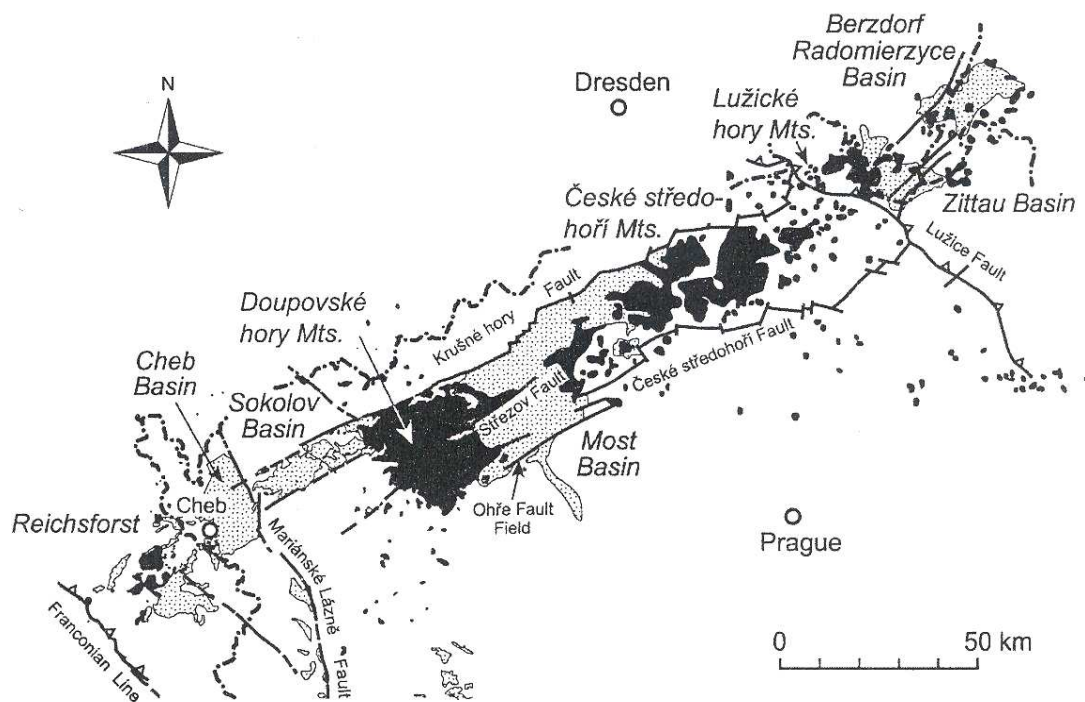 Berzdorf
Radomierzyce
Basin
Dresden
N
Lužické
hory Mts.
České středo-
hoří Mts.
Zittau Basin
Lužice Fault
Doupovské
hory Mts.
Krušné hory
Fault
České středohoří Fault
Cheb
Basin
Sokolov
Basin
Střezov Fault
Most
Basin
Ohře Fault
Field
Cheb
Reichsforst
Prague
Mariánské Lázně
Fault
Franconian Line
0
50 km